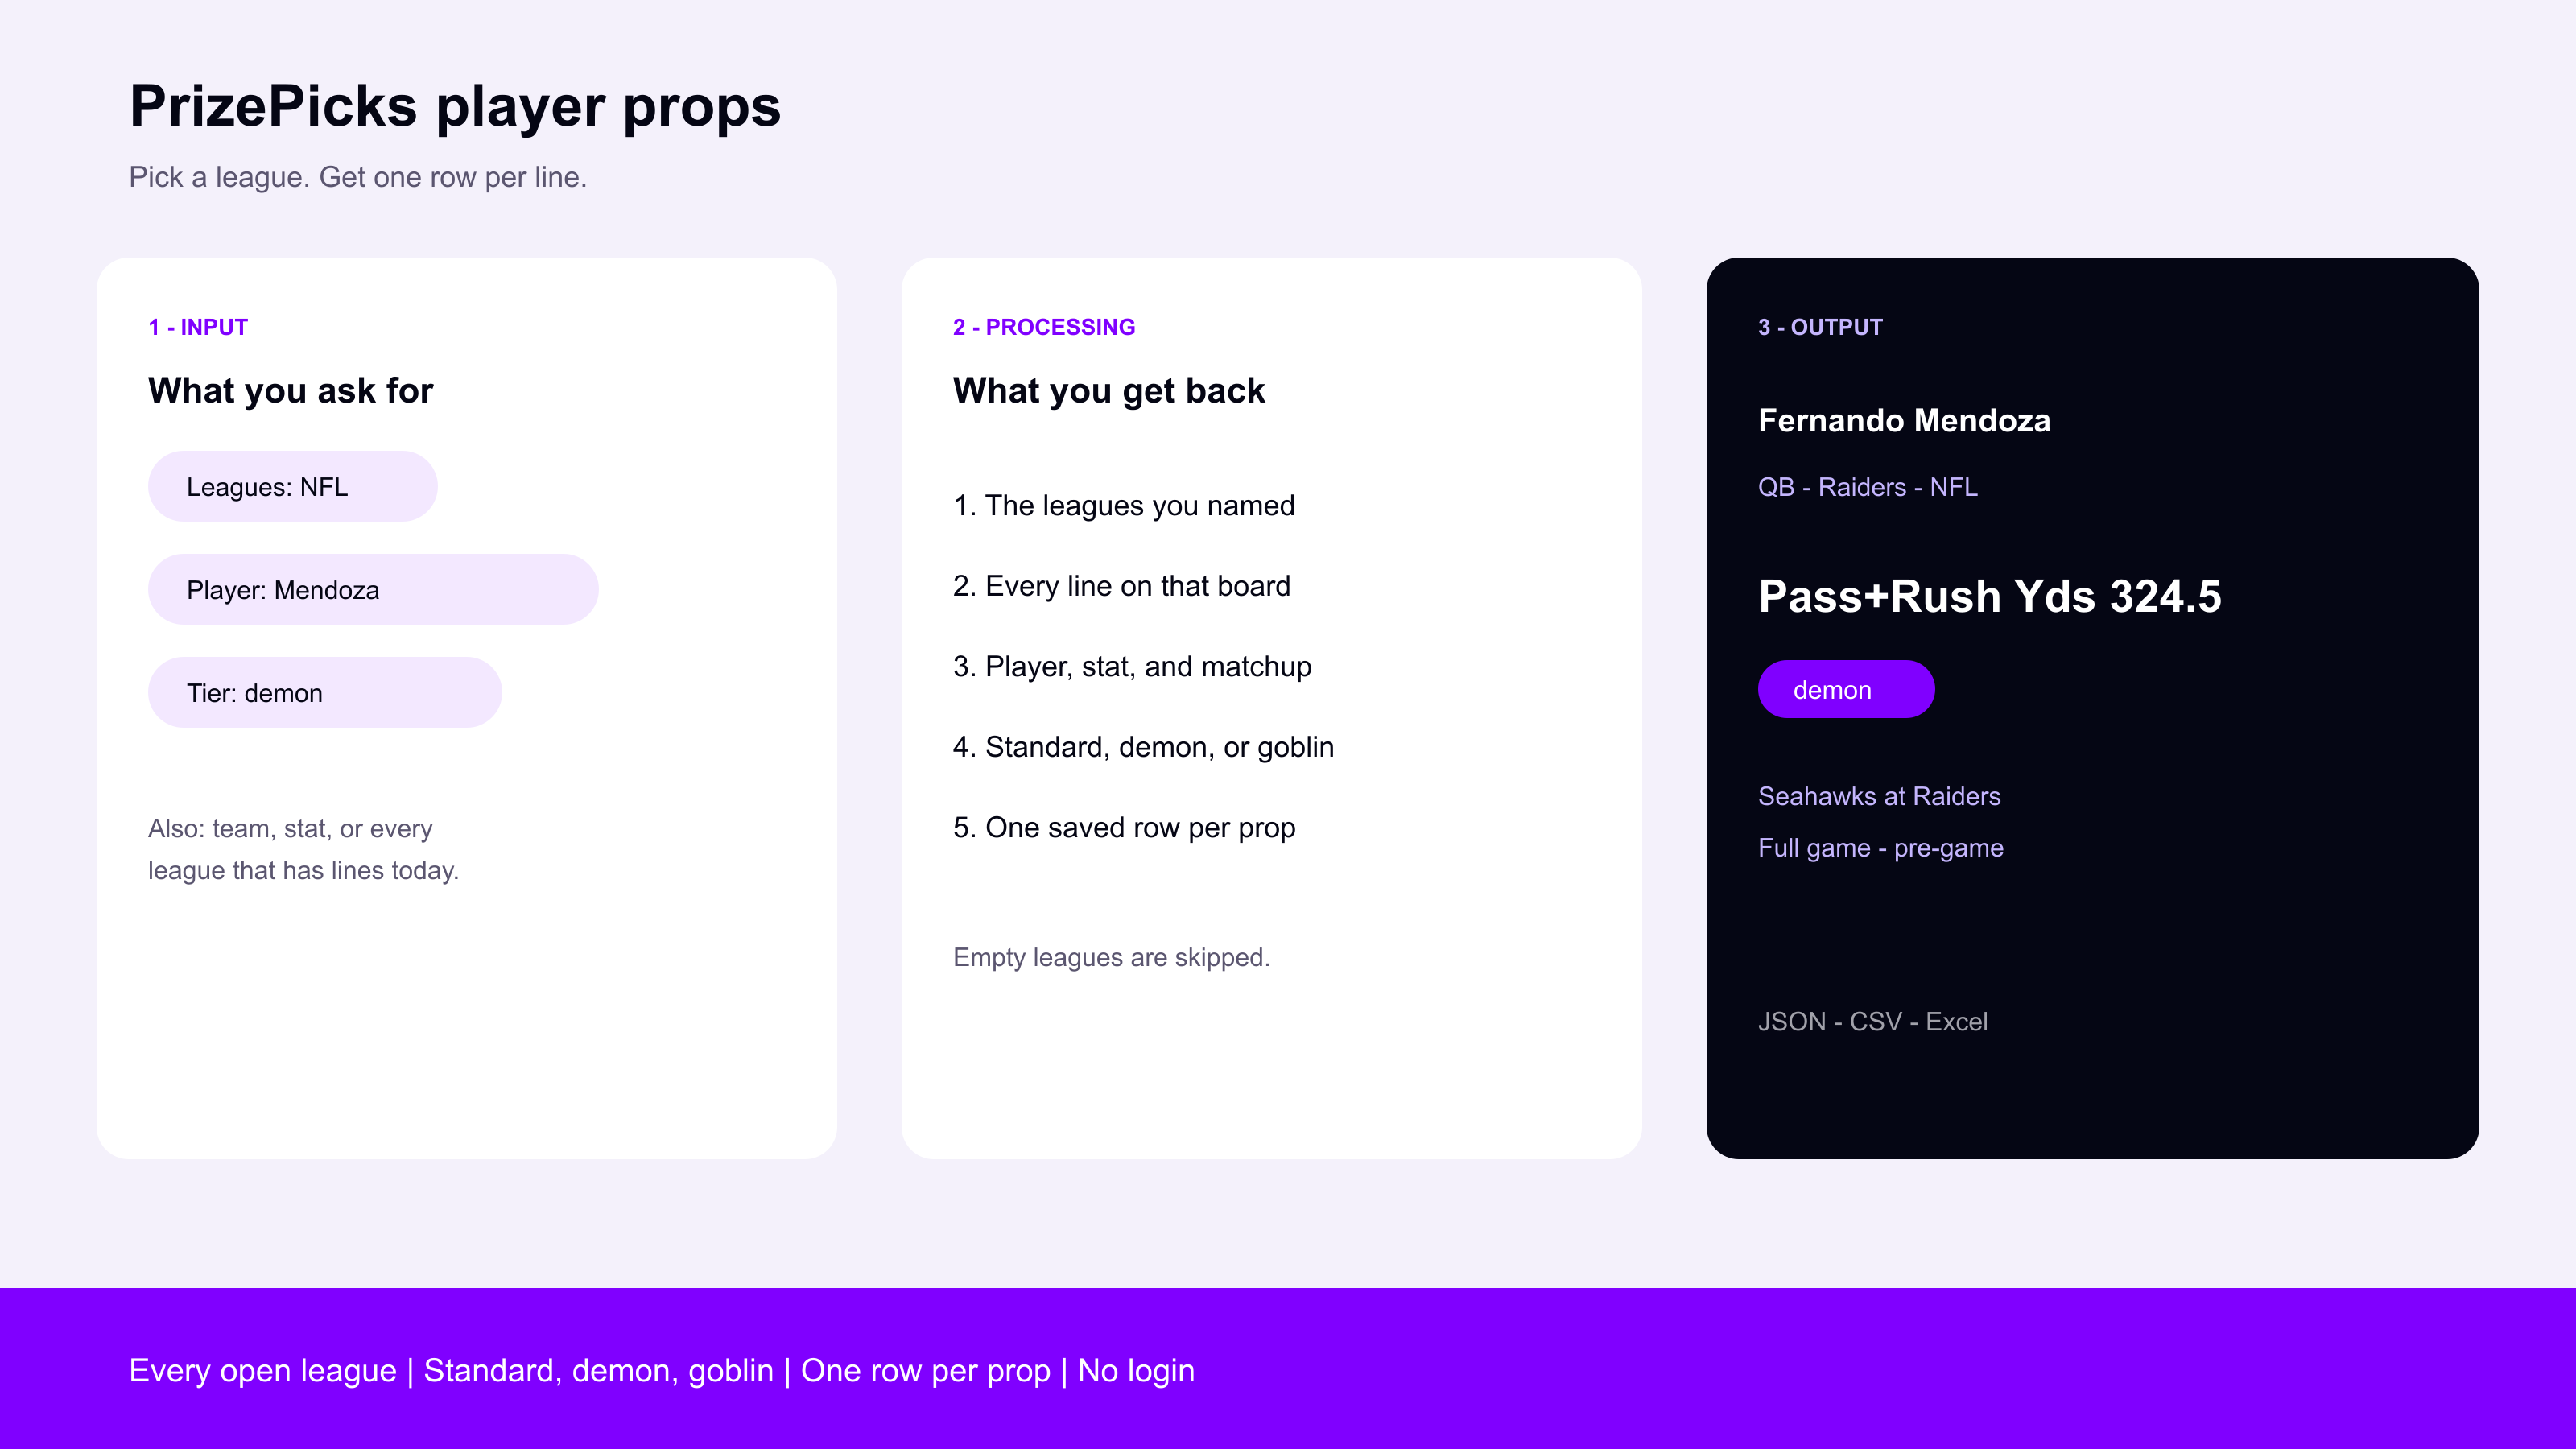 PrizePicks player props
Pick a league. Get one row per line.
1 - INPUT
What you ask for
Leagues: NFL
Player: Mendoza
Tier: demon
Also: team, stat, or every
league that has lines today.
2 - PROCESSING
What you get back
1. The leagues you named
2. Every line on that board
3. Player, stat, and matchup
4. Standard, demon, or goblin
5. One saved row per prop
Empty leagues are skipped.
3 - OUTPUT
Fernando Mendoza
QB - Raiders - NFL
Pass+Rush Yds 324.5
demon
Seahawks at Raiders
Full game - pre-game
JSON - CSV - Excel
Every open league | Standard, demon, goblin | One row per prop | No login